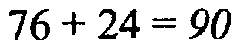 76 + 24 = 90